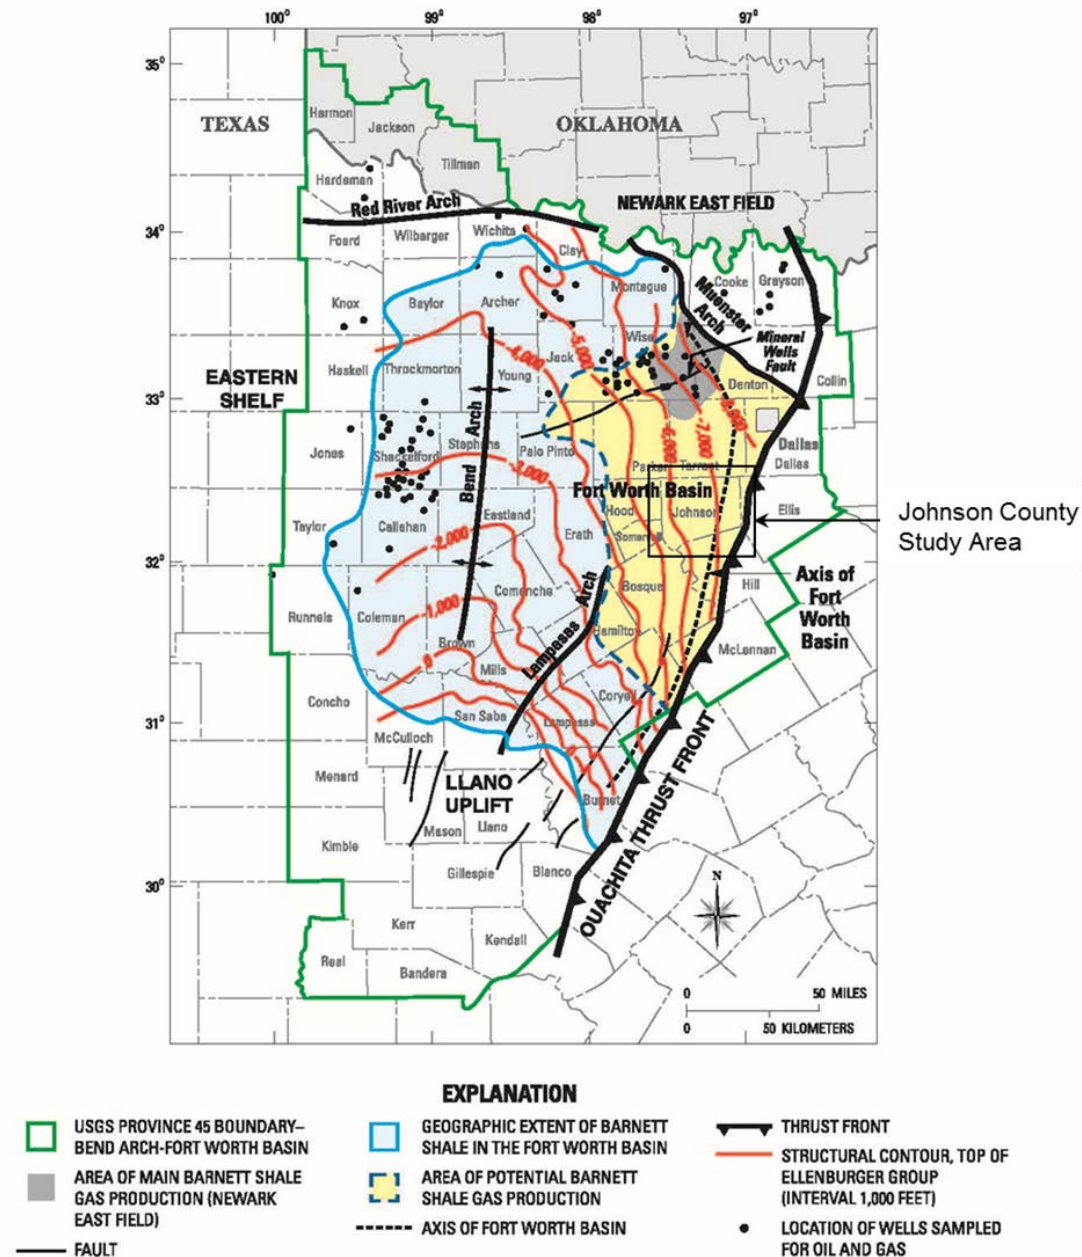 100°
99°
98°
97°
35°
TEXAS
OKLAHOMA
Harmon
Jackson
Tillman
Hardeman
Red River Arch
NEWARK EAST FIELD
34°
Foard
Wilbarger
Wichita
Clay
Cooke
Grayson
Montague
Muenster
Arch
Knox
Baylor
Archer
Wise
Mineral
Wells
Fault
-5,000
-4,000
Jack
Haskell
Throckmorton
Young
EASTERN
SHELF
Denton
Collin
33°
Bend Arch
Stephens
Palo Pinto
-6,000
-7,000
Dallas
Dallas
Jones
Shackelford
-3,000
Parker
Tarrant
Fort Worth Basin
Hood
Johnson
Ellis
Johnson County
Study Area
Taylor
Callahan
Eastland
Erath
Somervell
-2,000
32°
Comanche
Bosque
Hill
Axis of
Fort
Worth
Basin
Runnels
Coleman
-1,000
Brown
Lampasas Arch
Hamilton
McLennan
0
Mills
Concho
San Saba
Coryell
Lampasas
31°
McCulloch
0
Menard
LLANO
UPLIFT
Burnet
OUACHITA THRUST FRONT
Mason
Llano
Kimble
Gillespie
Blanco
30°
N
Kerr
Kendall
Real
Bandera
0 50 MILES
0 50 KILOMETERS
EXPLANATION
USGS PROVINCE 45 BOUNDARY–
BEND ARCH-FORT WORTH BASIN
AREA OF MAIN BARNETT SHALE
GAS PRODUCTION (NEWARK
EAST FIELD)
FAULT
GEOGRAPHIC EXTENT OF BARNETT
SHALE IN THE FORT WORTH BASIN
AREA OF POTENTIAL BARNETT
SHALE GAS PRODUCTION
AXIS OF FORT WORTH BASIN
THRUST FRONT
STRUCTURAL CONTOUR, TOP OF
ELLENBURGER GROUP
(INTERVAL 1,000 FEET)
LOCATION OF WELLS SAMPLED
FOR OIL AND GAS